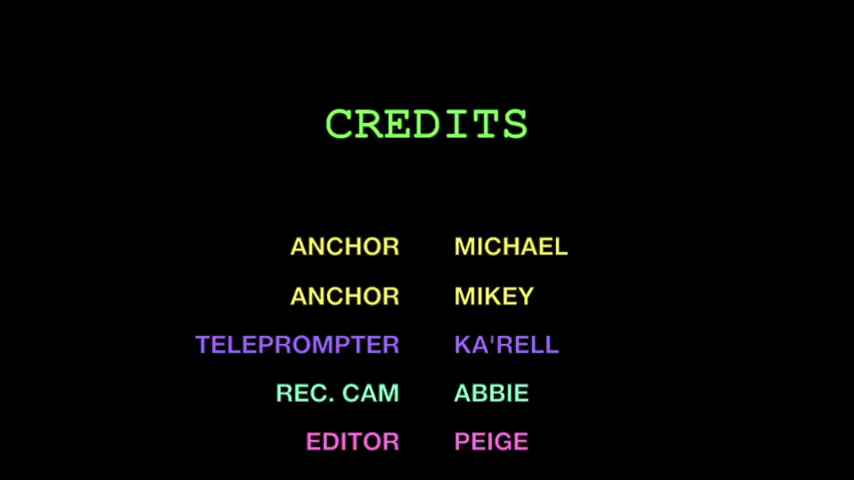 CREDITS
ANCHOR MICHAEL
ANCHOR MIKEY
TELEPROMPTER KA'RELL
REC. CAM ABBIE
EDITOR PEIGE